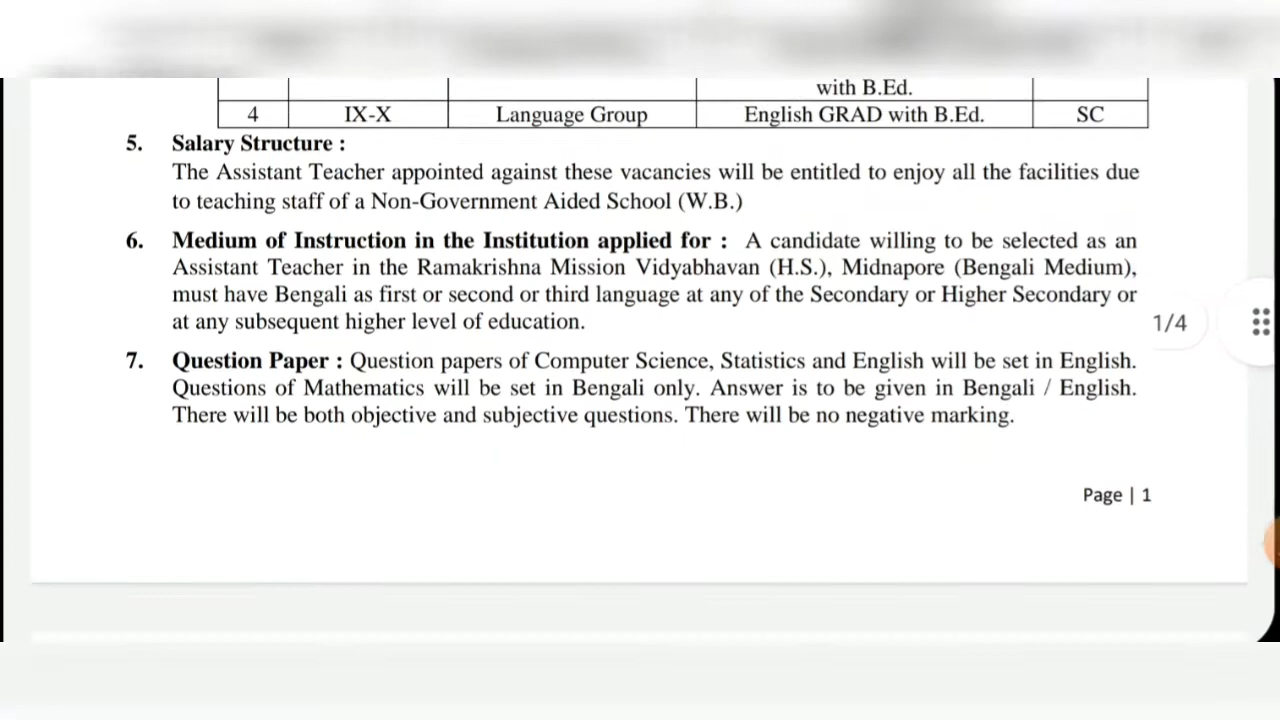 with B.Ed.
4 IX-X Language Group English GRAD with B.Ed. SC
5. Salary Structure :
The Assistant Teacher appointed against these vacancies will be entitled to enjoy all the facilities due
to teaching staff of a Non-Government Aided School (W.B.)
6. Medium of Instruction in the Institution applied for : A candidate willing to be selected as an
Assistant Teacher in the Ramakrishna Mission Vidyabhavan (H.S.), Midnapore (Bengali Medium),
must have Bengali as first or second or third language at any of the Secondary or Higher Secondary or
at any subsequent higher level of education.
1/4
7. Question Paper : Question papers of Computer Science, Statistics and English will be set in English.
Questions of Mathematics will be set in Bengali only. Answer is to be given in Bengali / English.
There will be both objective and subjective questions. There will be no negative marking.
Page | 1